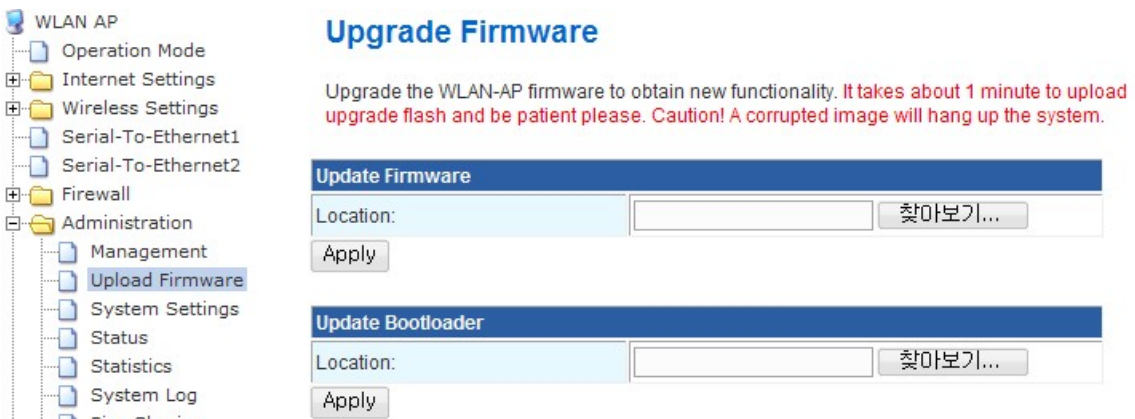 WLAN AP
Operation Mode
Internet Settings
Wireless Settings
Serial-To-Ethernet1
Serial-To-Ethernet2
Firewall
Administration
Management
Upload Firmware
System Settings
Status
Statistics
System Log
Upgrade Firmware
Upgrade the WLAN-AP firmware to obtain new functionality. It takes about 1 minute to upload
upgrade flash and be patient please. Caution! A corrupted image will hang up the system.
Update Firmware
Location: 찾아보기...
Apply
Update Bootloader
Location: 찾아보기...
Apply